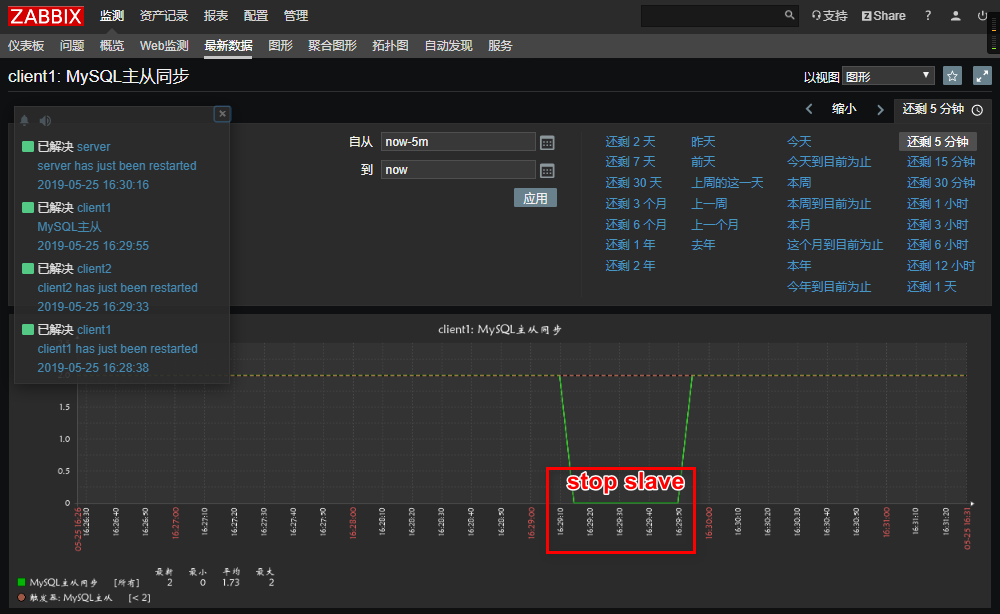 ZABBIX 监测 资产记录 报表 配置 管理 支持 Z Share ?
仪表板 问题 概览 Web监测 最新数据 图形 聚合图形 拓扑图 自动发现 服务
client1: MySQL主从同步 以视图 图形
缩小 还剩 5 分钟
已解决 server
server has just been restarted
2019-05-25 16:30:16
已解决 client1
MySQL主从
2019-05-25 16:29:55
已解决 client2
client2 has just been restarted
2019-05-25 16:29:33
已解决 client1
client1 has just been restarted
2019-05-25 16:28:38
自从 now-5m
到 now
应用
还剩 2 天 昨天 今天 还剩 5 分钟
还剩 7 天 前天 今天到目前为止 还剩 15 分钟
还剩 30 天 上周的这一天 本周 还剩 30 分钟
还剩 3 个月 上一周 本周到目前为止 还剩 1 小时
还剩 6 个月 上一个月 本月 还剩 3 小时
还剩 1 年 去年 这个月到目前为止 还剩 6 小时
还剩 2 年 本年 还剩 12 小时
今年到目前为止 还剩 1 天
client1: MySQL主从同步
1.5
1.0
0.5
0
stop slave
05-25 16:26 16:26:30 16:26:40 16:26:50 16:27:00 16:27:10 16:27:20 16:27:30 16:27:40 16:27:50 16:28:00 16:28:10 16:28:20 16:28:30 16:28:40 16:28:50 16:29:00 16:29:10 16:29:20 16:29:30 16:29:40 16:29:50 16:30:00 16:30:10 16:30:20 16:30:30 16:30:40 16:30:50 16:31:00 16:31:10 16:31:20 05-25 16:31
最新 最小 平均 最大
MySQL主从同步 [所有] 2 0 1.73 2
触发器: MySQL主从 [< 2]